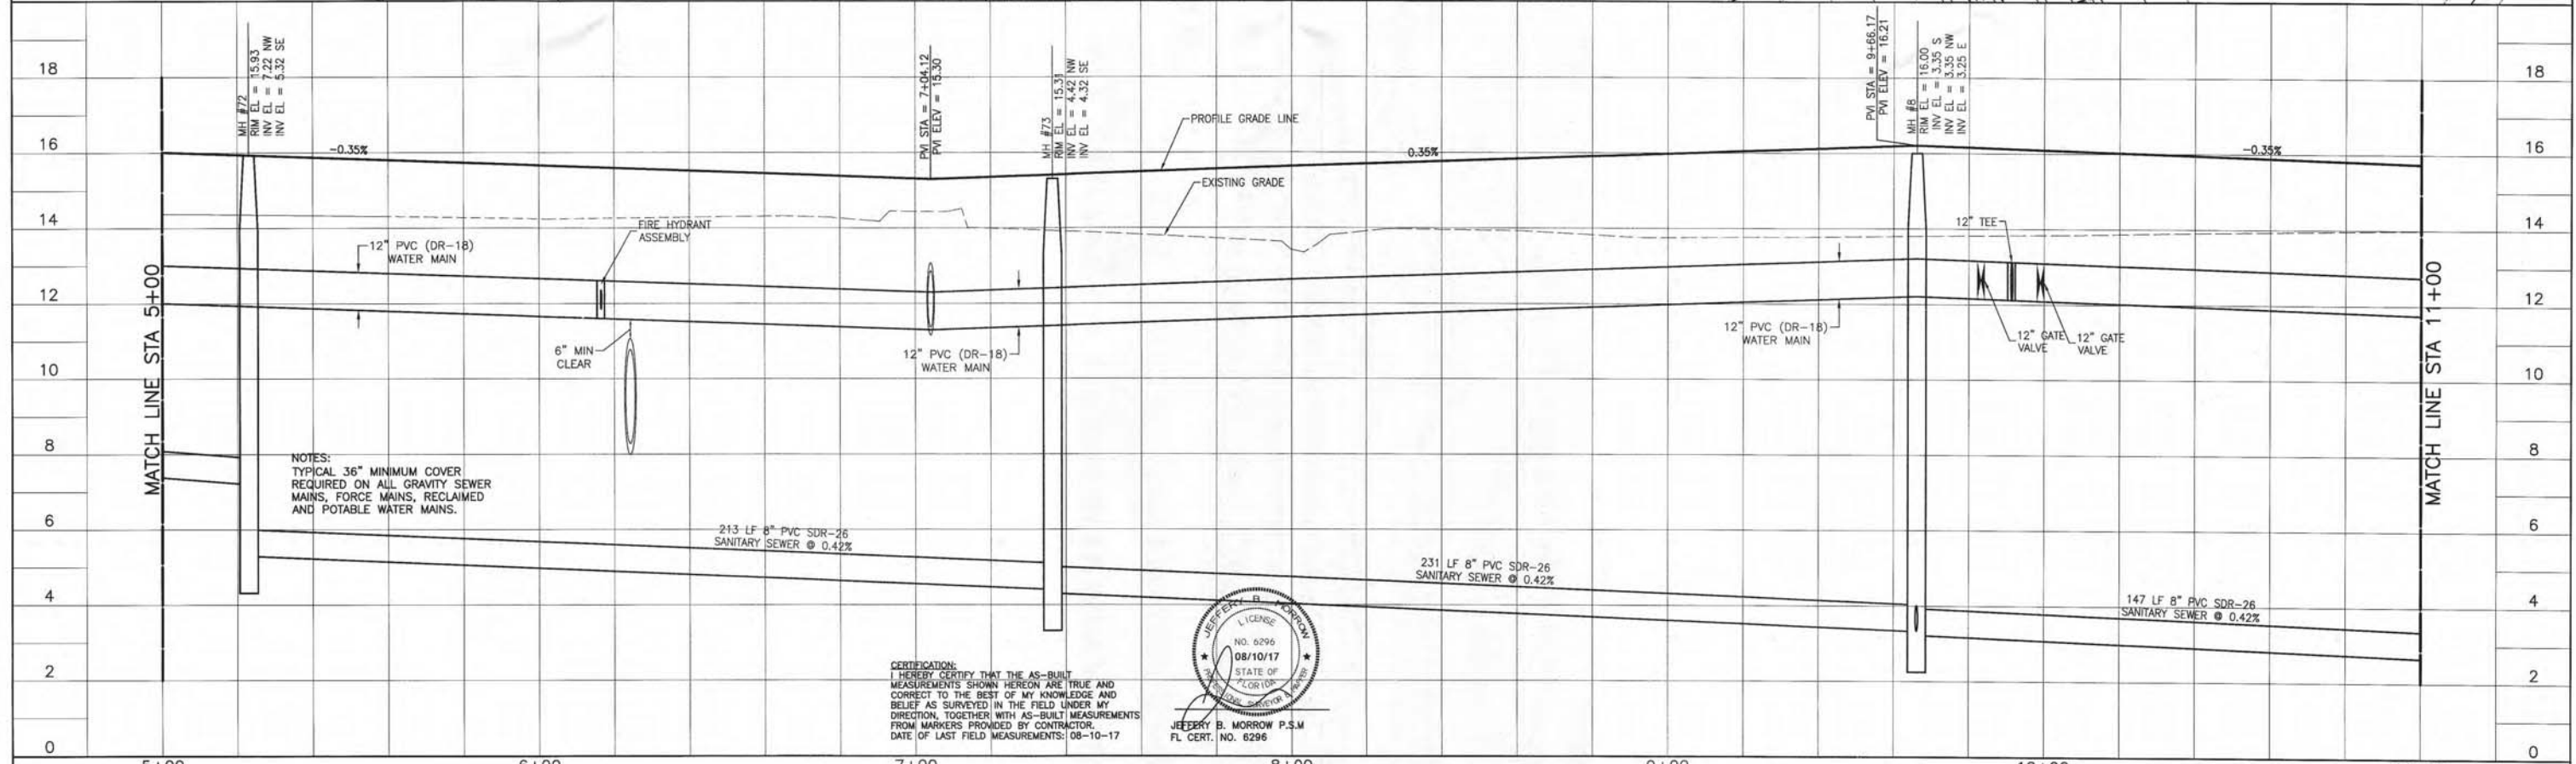 18
16
14
12
10
8
6
4
2
0
MATCH LINE STA 5+00
MH #72
RIM EL = 15.93
INV EL = 7.22 NW
INV EL = 5.32 SE
-0.35%
12" PVC (DR-18)
WATER MAIN
FIRE HYDRANT
ASSEMBLY
6" MIN
CLEAR
NOTES:
TYPICAL 36" MINIMUM COVER
REQUIRED ON ALL GRAVITY SEWER
MAINS, FORCE MAINS, RECLAIMED
AND POTABLE WATER MAINS.
213 LF 8" PVC SDR-26
SANITARY SEWER @ 0.42%
PVI STA = 7+04.12
PVI ELEV = 15.30
MH #73
RIM EL = 15.31
INV EL = 4.42 NW
INV EL = 4.32 SE
PROFILE GRADE LINE
EXISTING GRADE
12" PVC (DR-18)
WATER MAIN
0.35%
231 LF 8" PVC SDR-26
SANITARY SEWER @ 0.42%
CERTIFICATION:
I HEREBY CERTIFY THAT THE AS-BUILT
MEASUREMENTS SHOWN HEREON ARE TRUE AND
CORRECT TO THE BEST OF MY KNOWLEDGE AND
BELIEF AS SURVEYED IN THE FIELD UNDER MY
DIRECTION, TOGETHER WITH AS-BUILT MEASUREMENTS
FROM MARKERS PROVIDED BY CONTRACTOR.
DATE OF LAST FIELD MEASUREMENTS: 08-10-17
JEFFERY B. MORROW
LICENSE
NO. 6296
08/10/17
STATE OF
FLORIDA
PROFESSIONAL SURVEYOR & MAPPER
JEFFERY B. MORROW P.S.M
FL CERT. NO. 6296
PVI STA = 9+66.17
PVI ELEV = 16.21
MH #8
RIM EL = 16.00
INV EL = 3.35 S
INV EL = 3.35 NW
INV EL = 3.25 E
12" PVC (DR-18)
WATER MAIN
12" TEE
12" GATE
VALVE
12" GATE
VALVE
-0.35%
147 LF 8" PVC SDR-26
SANITARY SEWER @ 0.42%
MATCH LINE STA 11+00
18
16
14
12
10
8
6
4
2
0